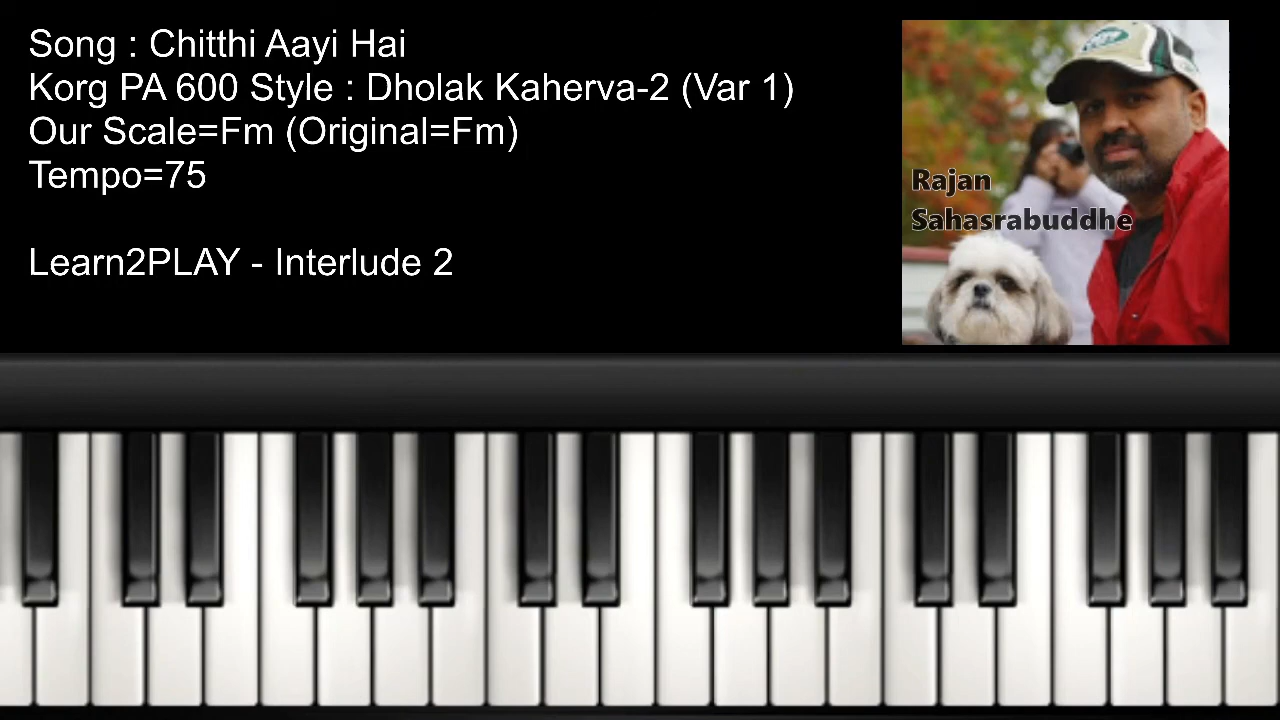 Song : Chitthi Aayi Hai
Korg PA 600 Style : Dholak Kaherva-2 (Var 1)
Our Scale=Fm (Original=Fm)
Tempo=75
Learn2PLAY - Interlude 2
Rajan
Sahasrabuddhe